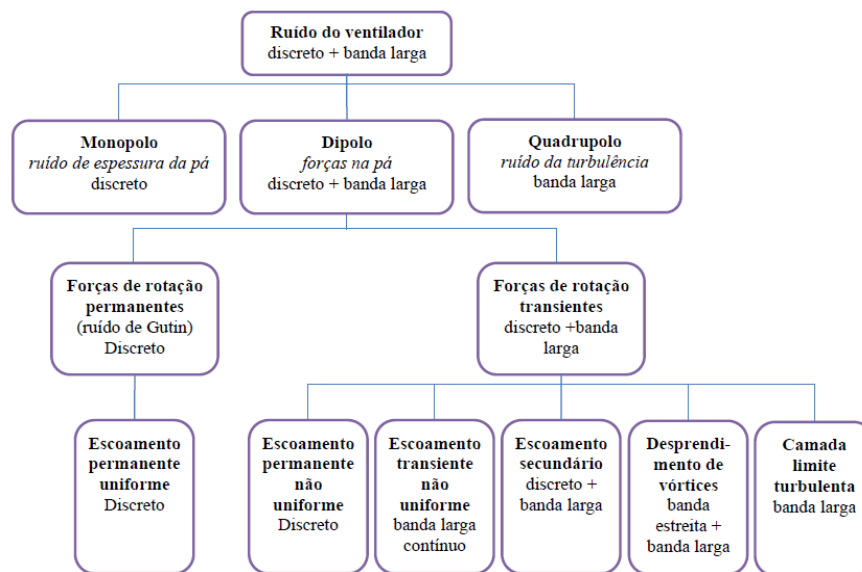 Ruído do ventilador
discreto + banda larga
Monopolo
ruído de espessura da pá
discreto
Dipolo
forças na pá
discreto + banda larga
Quadrupolo
ruído da turbulência
banda larga
Forças de rotação
permanentes
(ruído de Gutin)
Discreto
Forças de rotação
transientes
discreto +banda
larga
Escoamento
permanente
uniforme
Discreto
Escoamento
permanente
não
uniforme
Discreto
Escoamento
transiente
não
uniforme
banda larga
contínuo
Escoamento
secundário
discreto +
banda larga
Desprendi-
mento de
vórtices
banda
estreita +
banda larga
Camada
limite
turbulenta
banda larga